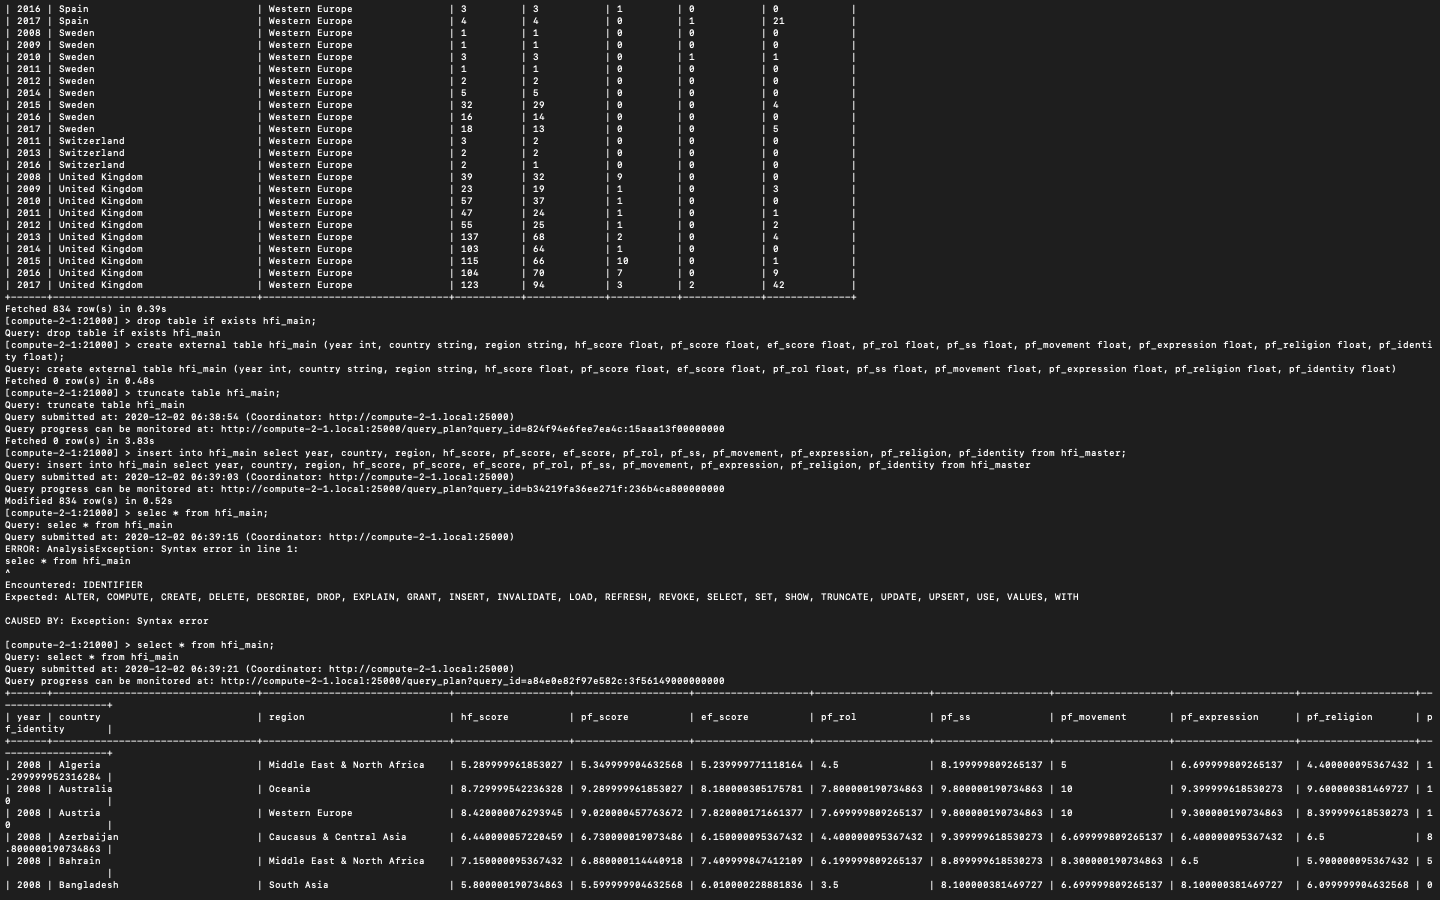 | 2016 | Spain | Western Europe | 3 | 3 | 1 | 0 | 0 |
| 2017 | Spain | Western Europe | 4 | 4 | 0 | 1 | 21 |
| 2008 | Sweden | Western Europe | 1 | 1 | 0 | 0 | 0 |
| 2009 | Sweden | Western Europe | 1 | 1 | 0 | 0 | 0 |
| 2010 | Sweden | Western Europe | 3 | 3 | 0 | 1 | 1 |
| 2011 | Sweden | Western Europe | 1 | 1 | 0 | 0 | 0 |
| 2012 | Sweden | Western Europe | 2 | 2 | 0 | 0 | 0 |
| 2014 | Sweden | Western Europe | 5 | 5 | 0 | 0 | 0 |
| 2015 | Sweden | Western Europe | 32 | 29 | 0 | 0 | 4 |
| 2016 | Sweden | Western Europe | 16 | 14 | 0 | 0 | 0 |
| 2017 | Sweden | Western Europe | 18 | 13 | 0 | 0 | 5 |
| 2011 | Switzerland | Western Europe | 3 | 2 | 0 | 0 | 0 |
| 2013 | Switzerland | Western Europe | 2 | 2 | 0 | 0 | 0 |
| 2016 | Switzerland | Western Europe | 2 | 1 | 0 | 0 | 0 |
| 2008 | United Kingdom | Western Europe | 39 | 32 | 9 | 0 | 0 |
| 2009 | United Kingdom | Western Europe | 23 | 19 | 1 | 0 | 3 |
| 2010 | United Kingdom | Western Europe | 57 | 37 | 1 | 0 | 0 |
| 2011 | United Kingdom | Western Europe | 47 | 24 | 1 | 0 | 1 |
| 2012 | United Kingdom | Western Europe | 55 | 25 | 1 | 0 | 2 |
| 2013 | United Kingdom | Western Europe | 137 | 68 | 2 | 0 | 4 |
| 2014 | United Kingdom | Western Europe | 103 | 64 | 1 | 0 | 0 |
| 2015 | United Kingdom | Western Europe | 115 | 66 | 10 | 0 | 1 |
| 2016 | United Kingdom | Western Europe | 104 | 70 | 7 | 0 | 9 |
| 2017 | United Kingdom | Western Europe | 123 | 94 | 3 | 2 | 42 |
Fetched 834 row(s) in 0.39s
[compute-2-1:21000] > drop table if exists hfi_main;
Query: drop table if exists hfi_main
[compute-2-1:21000] > create external table hfi_main (year int, country string, region string, hf_score float, pf_score float, ef_score float, pf_rol float, pf_ss float, pf_movement float, pf_expression float, pf_religion float, pf_identi
ty float);
Query: create external table hfi_main (year int, country string, region string, hf_score float, pf_score float, ef_score float, pf_rol float, pf_ss float, pf_movement float, pf_expression float, pf_religion float, pf_identity float)
Fetched 0 row(s) in 0.48s
[compute-2-1:21000] > truncate table hfi_main;
Query: truncate table hfi_main
Query submitted at: 2020-12-02 06:38:54 (Coordinator: http://compute-2-1.local:25000)
Query progress can be monitored at: http://compute-2-1.local:25000/query_plan?query_id=824f94e6fee7ea4c:15aaa13f00000000
Fetched 0 row(s) in 3.83s
[compute-2-1:21000] > insert into hfi_main select year, country, region, hf_score, pf_score, ef_score, pf_rol, pf_ss, pf_movement, pf_expression, pf_religion, pf_identity from hfi_master;
Query: insert into hfi_main select year, country, region, hf_score, pf_score, ef_score, pf_rol, pf_ss, pf_movement, pf_expression, pf_religion, pf_identity from hfi_master
Query submitted at: 2020-12-02 06:39:03 (Coordinator: http://compute-2-1.local:25000)
Query progress can be monitored at: http://compute-2-1.local:25000/query_plan?query_id=b34219fa36ee271f:236b4ca800000000
Modified 834 row(s) in 0.52s
[compute-2-1:21000] > selec * from hfi_main;
Query: selec * from hfi_main
Query submitted at: 2020-12-02 06:39:15 (Coordinator: http://compute-2-1.local:25000)
ERROR: AnalysisException: Syntax error in line 1:
selec * from hfi_main
^
Encountered: IDENTIFIER
Expected: ALTER, COMPUTE, CREATE, DELETE, DESCRIBE, DROP, EXPLAIN, GRANT, INSERT, INVALIDATE, LOAD, REFRESH, REVOKE, SELECT, SET, SHOW, TRUNCATE, UPDATE, UPSERT, USE, VALUES, WITH
CAUSED BY: Exception: Syntax error
[compute-2-1:21000] > select * from hfi_main;
Query: select * from hfi_main
Query submitted at: 2020-12-02 06:39:21 (Coordinator: http://compute-2-1.local:25000)
Query progress can be monitored at: http://compute-2-1.local:25000/query_plan?query_id=a84e0e82f97e582c:3f56149000000000
| year | country | region | hf_score | pf_score | ef_score | pf_rol | pf_ss | pf_movement | pf_expression | pf_religion | p
f_identity |
| 2008 | Algeria | Middle East & North Africa | 5.289999961853027 | 5.349999904632568 | 5.239999771118164 | 4.5 | 8.199999809265137 | 5 | 6.699999809265137 | 4.400000095367432 | 1
.299999952316284 |
| 2008 | Australia | Oceania | 8.729999542236328 | 9.289999961853027 | 8.180000305175781 | 7.800000190734863 | 9.800000190734863 | 10 | 9.399999618530273 | 9.600000381469727 | 1
0 |
| 2008 | Austria | Western Europe | 8.420000076293945 | 9.020000457763672 | 7.820000171661377 | 7.699999809265137 | 9.800000190734863 | 10 | 9.300000190734863 | 8.399999618530273 | 1
0 |
| 2008 | Azerbaijan | Caucasus & Central Asia | 6.440000057220459 | 6.730000019073486 | 6.150000095367432 | 4.400000095367432 | 9.399999618530273 | 6.699999809265137 | 6.400000095367432 | 6.5 | 8
.800000190734863 |
| 2008 | Bahrain | Middle East & North Africa | 7.150000095367432 | 6.880000114440918 | 7.409999847412109 | 6.199999809265137 | 8.899999618530273 | 8.300000190734863 | 6.5 | 5.900000095367432 | 5
|
| 2008 | Bangladesh | South Asia | 5.800000190734863 | 5.599999904632568 | 6.010000228881836 | 3.5 | 8.100000381469727 | 6.699999809265137 | 8.100000381469727 | 6.099999904632568 | 0